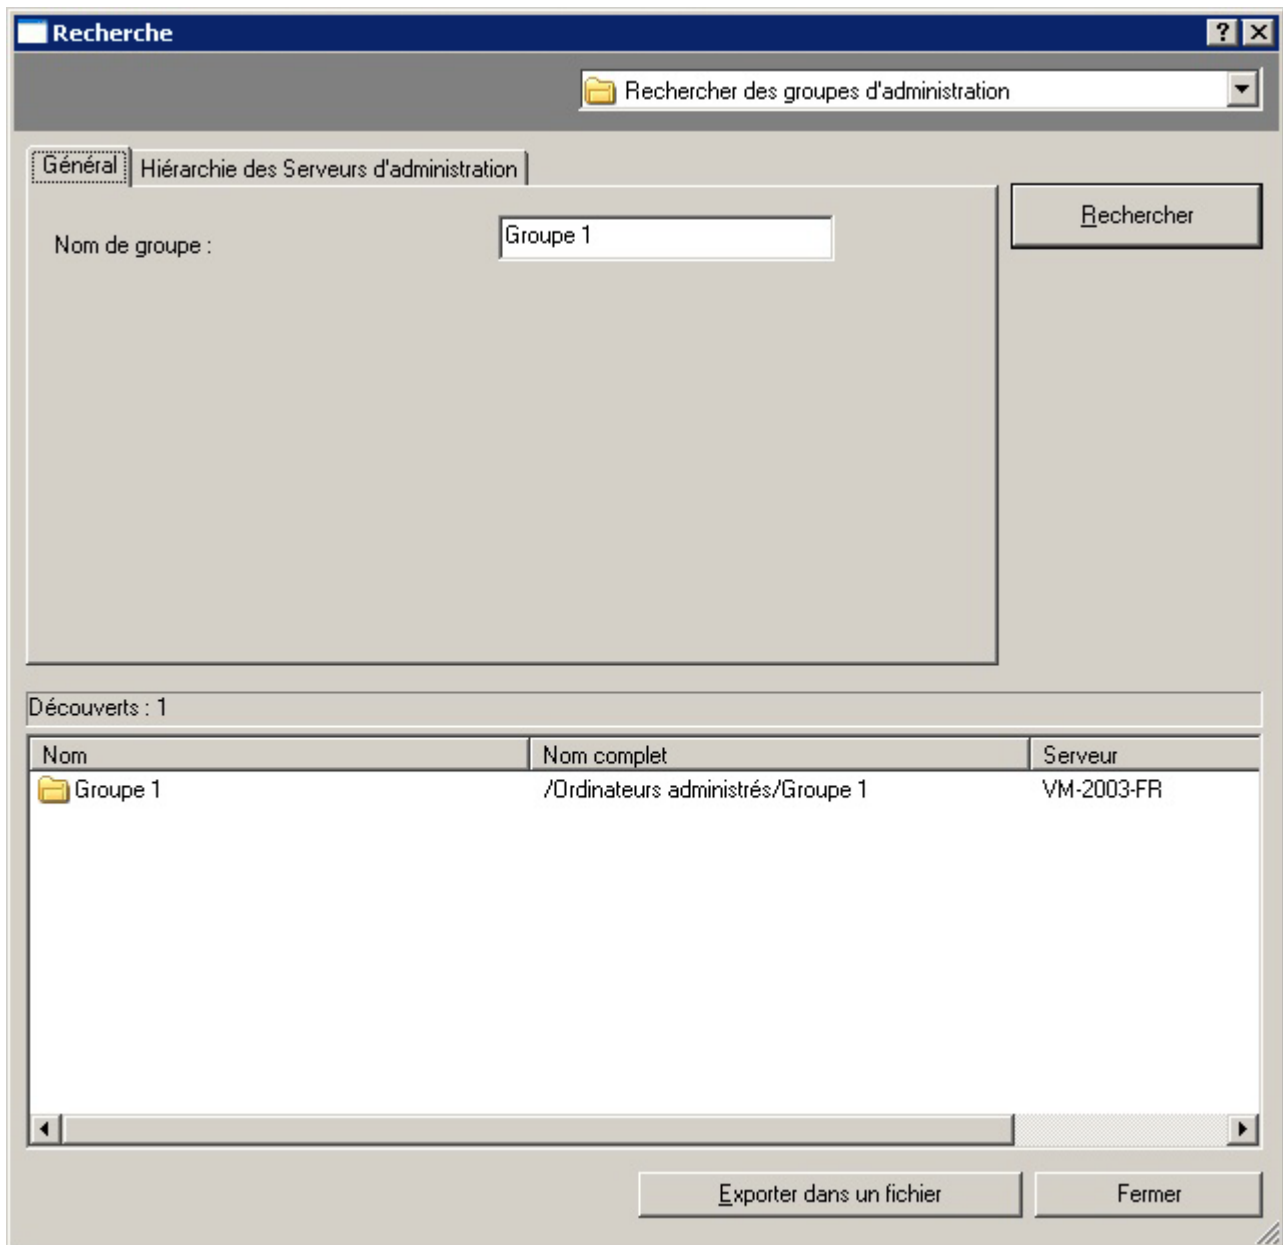 Recherche
Rechercher des groupes d'administration
Général
Hiérarchie des Serveurs d'administration
Nom de groupe :
Groupe 1
Rechercher
Découverts : 1
Nom Nom complet Serveur
Groupe 1 /Ordinateurs administrés/Groupe 1 VM-2003-FR
Exporter dans un fichier
Fermer